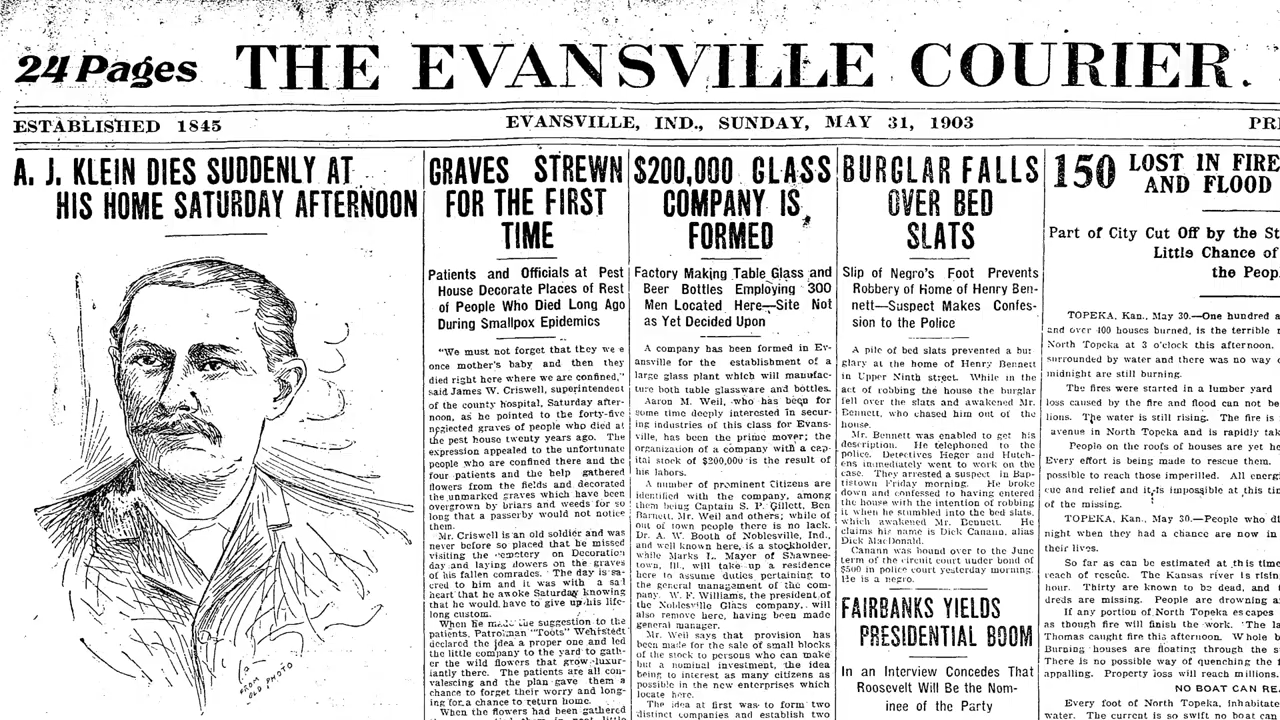 24 Pages THE EVANSVILLE COURIER.
ESTABLISHED 1845
EVANSVILLE, IND., SUNDAY, MAY 31, 1903
PRI
A. J. KLEIN DIES SUDDENLY AT
HIS HOME SATURDAY AFTERNOON
FROM
OLD PHOTO
GRAVES STREWN
FOR THE FIRST
TIME
Patients and Officials at Pest
House Decorate Places of Rest
of People Who Died Long Ago
During Smallpox Epidemics
"We must not forget that they we e
once mother's baby and then they
died right here where we are confined,"
said James W. Criswell, superintendent
of the county hospital, Saturday after-
noon, as he pointed to the forty-five
neglected graves of people who died at
the pest house twenty years ago. The
expression appealed to the unfortunate
people who are confined there and the
four patients and the help gathered
flowers from the fields and decorated
the unmarked graves which have been
overgrown by briars and weeds for so
long that a passerby would not notice
them.
Mr. Criswell is an old soldier and was
never before so placed that he missed
visiting the cemetery on Decoration
day and laying flowers on the graves
of his fallen comrades. The day is sa-
cred to him and it was with a sad
heart that he awoke Saturday knowing
that he would have to give up his life-
long custom.
When he made the suggestion to the
patients, Patrolman "Toots" Wehrstedt
declared the idea a proper one and led
the little company to the yard to gath-
er the wild flowers that grow luxur-
iantly there. The patients are all con-
valescing and the plan gave them a
chance to forget their worry and long-
ing for a chance to return home.
When the flowers had been gathered
$200,000 GLASS
COMPANY IS
FORMED
Factory Making Table Glass and
Beer Bottles Employing 300
Men Located Here—Site Not
as Yet Decided Upon
A company has been formed in Ev-
ansville for the establishment of a
large glass plant which will manufac-
ture both table glassware and bottles.
Aaron M. Weil, who has been for
some time deeply interested in secur-
ing industries of this class for Evans-
ville, has been the prime mover; the
organization of a company with a cap-
ital stock of $200,000 is the result of
his labors.
A number of prominent Citizens are
identified with the company, among
them being Captain S. P. Gillett, Ben
Barnett, Mr. Weil and others; while of
out of town people there is no lack.
Dr. A. W. Booth of Noblesville, Ind.,
and well known here, is a stockholder,
while Marks L. Mayer of Shawnee-
town, Ill., will take up a residence
here to assume duties pertaining to
the general management of the com-
pany. W. F. Williams, the president of
the Noblesville Glass company, will
also remove here, having been made
general manager.
Mr. Weil says that provision has
been made for the sale of small blocks
of the stock to persons who can make
but a nominal investment, the idea
being to interest as many citizens as
possible in the new enterprises which
locate here.
The idea at first was to form two
distinct companies and establish two
BURGLAR FALLS
OVER BED
SLATS
Slip of Negro's Foot Prevents
Robbery of Home of Henry Ben-
nett—Suspect Makes Confes-
sion to the Police
A pile of bed slats prevented a bur-
glary at the home of Henry Bennett
in Upper Ninth street. While in the
act of robbing the house the burglar
fell over the slats and awakened Mr.
Bennett, who chased him out of the
house.
Mr. Bennett was enabled to get his
description. He telephoned to the
police. Detectives Heger and Hutch-
ens immediately went to work on the
case. They arrested a suspect in Bap-
tistown Friday morning. He broke
down and confessed to having entered
the house with the intention of robbing
it when he stumbled into the bed slats,
which awakened Mr. Bennett. He
claims his name is Dick Canann, alias
Dick MacDonald.
Canann was bound over to the June
term of the circuit court under bond of
$500 in police court yesterday morning.
He is a negro.
FAIRBANKS YIELDS
PRESIDENTIAL BOOM
In an Interview Concedes That
Roosevelt Will Be the Nom-
inee of the Party
150 LOST IN FIRE
AND FLOOD
Part of City Cut Off by the St
Little Chance of
the Peop
TOPEKA, Kan., May 30.—One hundred a
and over 400 houses burned, is the terrible
North Topeka at 3 o'clock this afternoon.
surrounded by water and there was no way
midnight are still burning.
The fires were started in a lumber yard
loss caused by the fire and flood can not be
lions. The water is still rising. The fire is
avenue in North Topeka and is rapidly tak
People on the roofs of houses are yet he
Every effort is being made to rescue them.
possible to reach those imperilled. All energi
cue and relief and it is impossible at this tim
of the missing.
TOPEKA, Kan., May 30.—People who di
night when they had a chance are now in
their lives.
So far as can be estimated at this time
reach of rescue. The Kansas river is risin
hour. Thirty are known to be dead, and
dreds are missing. People are drowning a
If any portion of North Topeka escapes
as though fire will finish the work. The la
Thomas caught fire this afternoon. Whole b
Burning houses are floating through the s
There is no possible way of quenching the f
appalling. Property loss will reach millions.
NO BOAT CAN RE
Every foot of North Topeka, inhabitate
water. The current is so swift no boat can